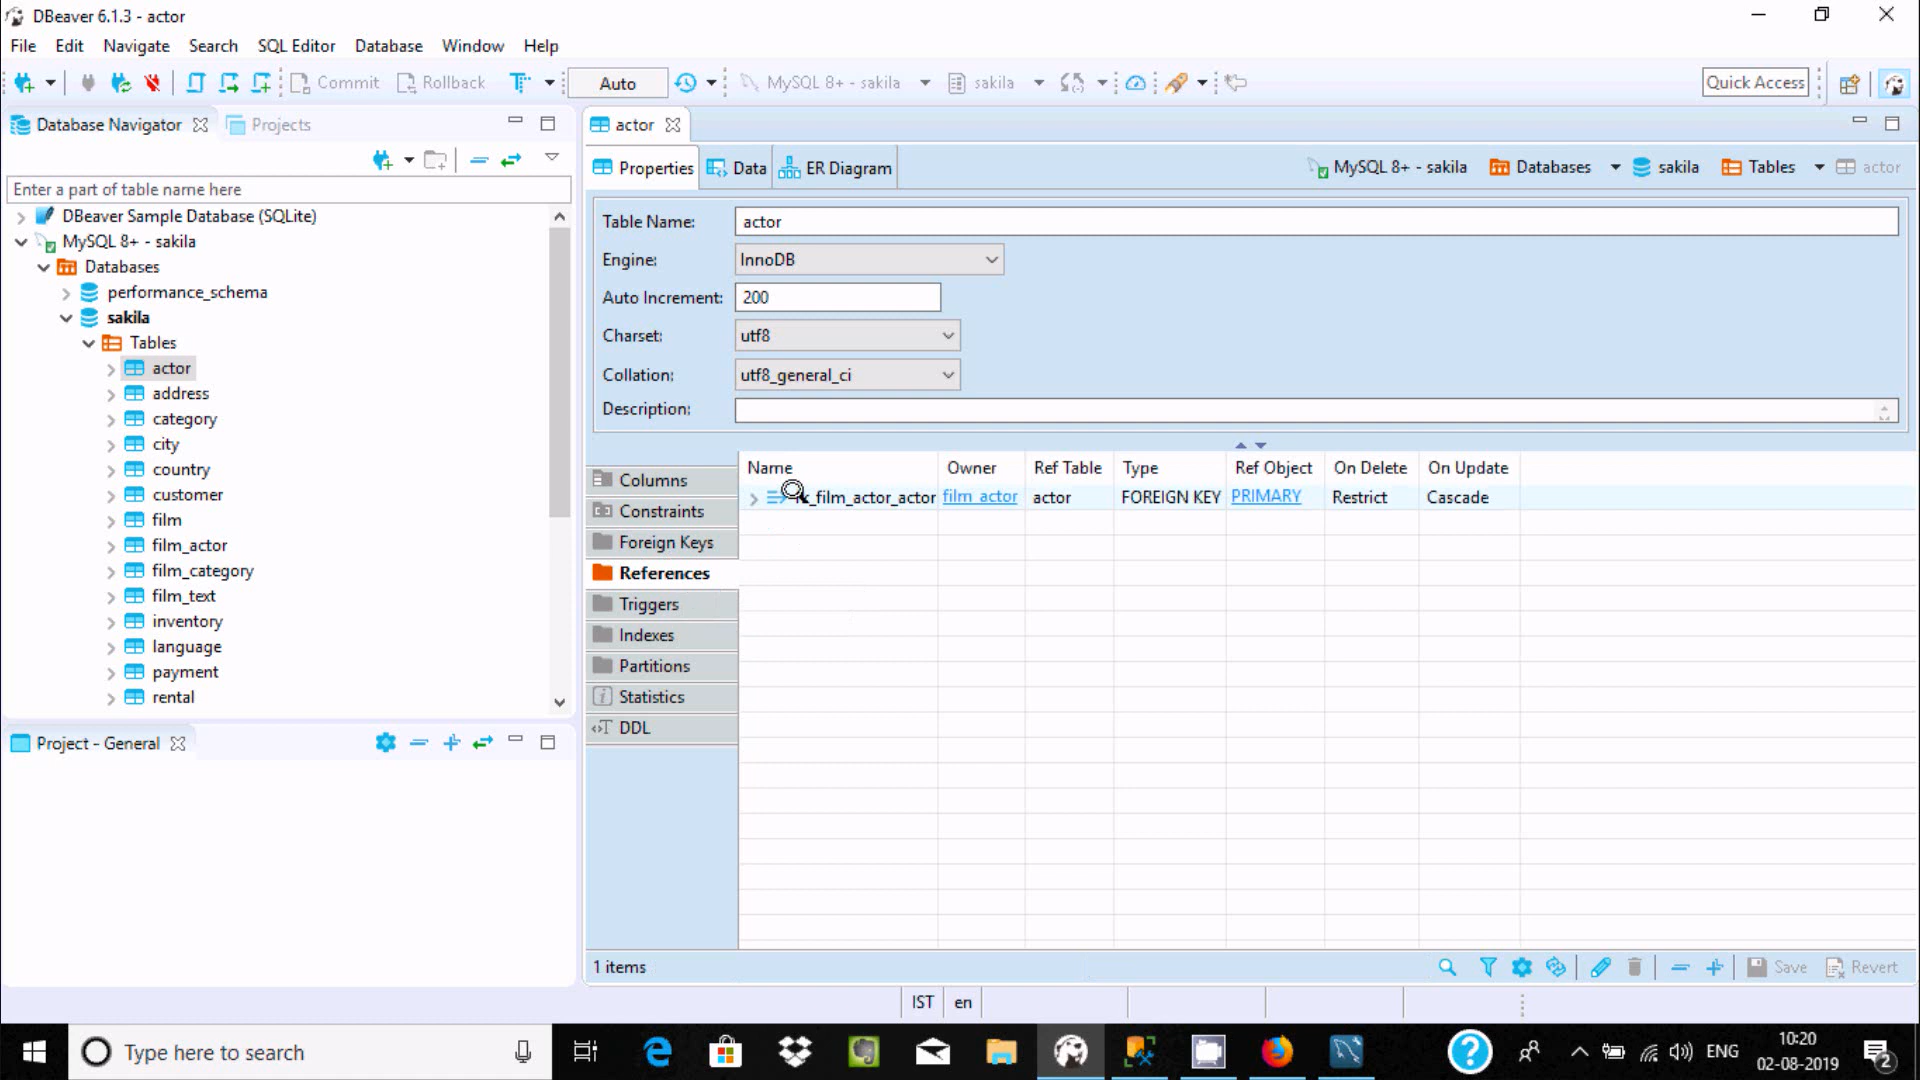 DBeaver 6.1.3 - actor
File Edit Navigate Search SQL Editor Database Window Help
Commit Rollback Auto MySQL 8+ - sakila sakila Quick Access
Database Navigator Projects
actor
Properties Data ER Diagram MySQL 8+ - sakila Databases sakila Tables actor
Enter a part of table name here
DBeaver Sample Database (SQLite)
MySQL 8+ - sakila
Databases
performance_schema
sakila
Tables
actor
address
category
city
country
customer
film
film_actor
film_category
film_text
inventory
language
payment
rental
Project - General
Table Name: actor
Engine: InnoDB
Auto Increment: 200
Charset: utf8
Collation: utf8_general_ci
Description:
Columns
Constraints
Foreign Keys
References
Triggers
Indexes
Partitions
Statistics
DDL
Name Owner Ref Table Type Ref Object On Delete On Update
_film_actor_actor film_actor actor FOREIGN KEY PRIMARY Restrict Cascade
1 items
Save Revert
IST en
Type here to search
ENG
10:20
02-08-2019
2